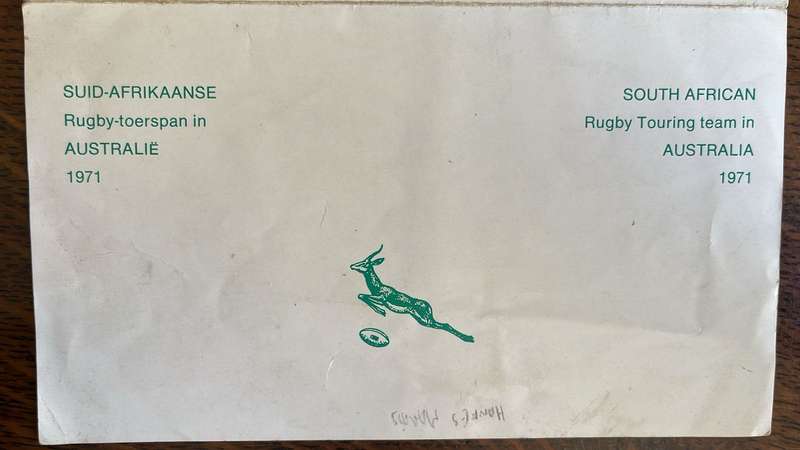 SUID-AFRIKAANSE
Rugby-toerspan in
AUSTRALIË
1971
SOUTH AFRICAN
Rugby Touring team in
AUSTRALIA
1971